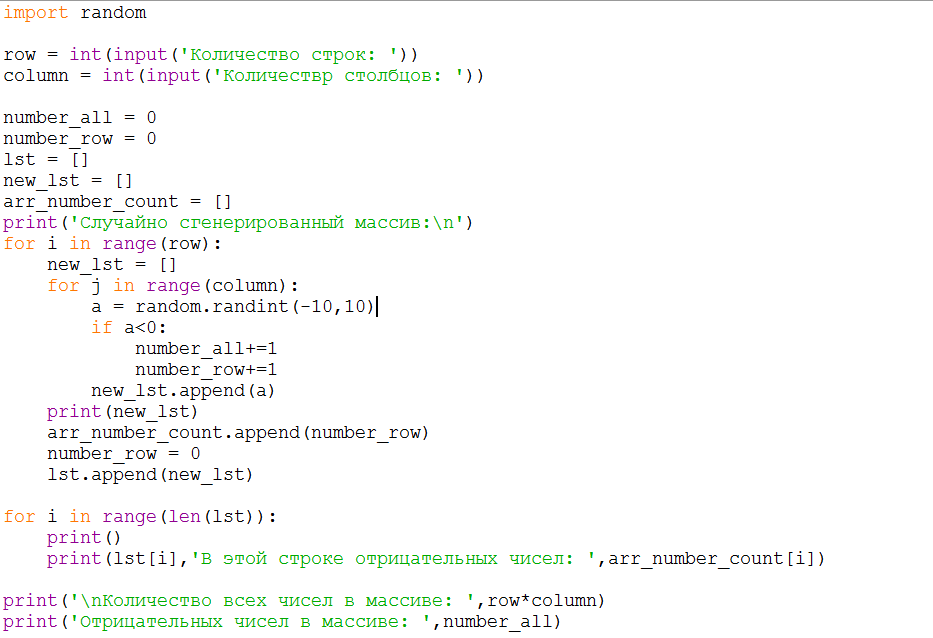 import random
row = int(input('Количество строк: '))
column = int(input('Количествр столбцов: '))
number_all = 0
number_row = 0
lst = []
new_lst = []
arr_number_count = []
print('Случайно сгенерированный массив:\n')
for i in range(row):
    new_lst = []
    for j in range(column):
        a = random.randint(-10,10)
        if a<0:
            number_all+=1
            number_row+=1
        new_lst.append(a)
    print(new_lst)
    arr_number_count.append(number_row)
    number_row = 0
    lst.append(new_lst)
for i in range(len(lst)):
    print()
    print(lst[i],'В этой строке отрицательных чисел: ',arr_number_count[i])
print('\nКоличество всех чисел в массиве: ',row*column)
print('Отрицательных чисел в массиве: ',number_all)